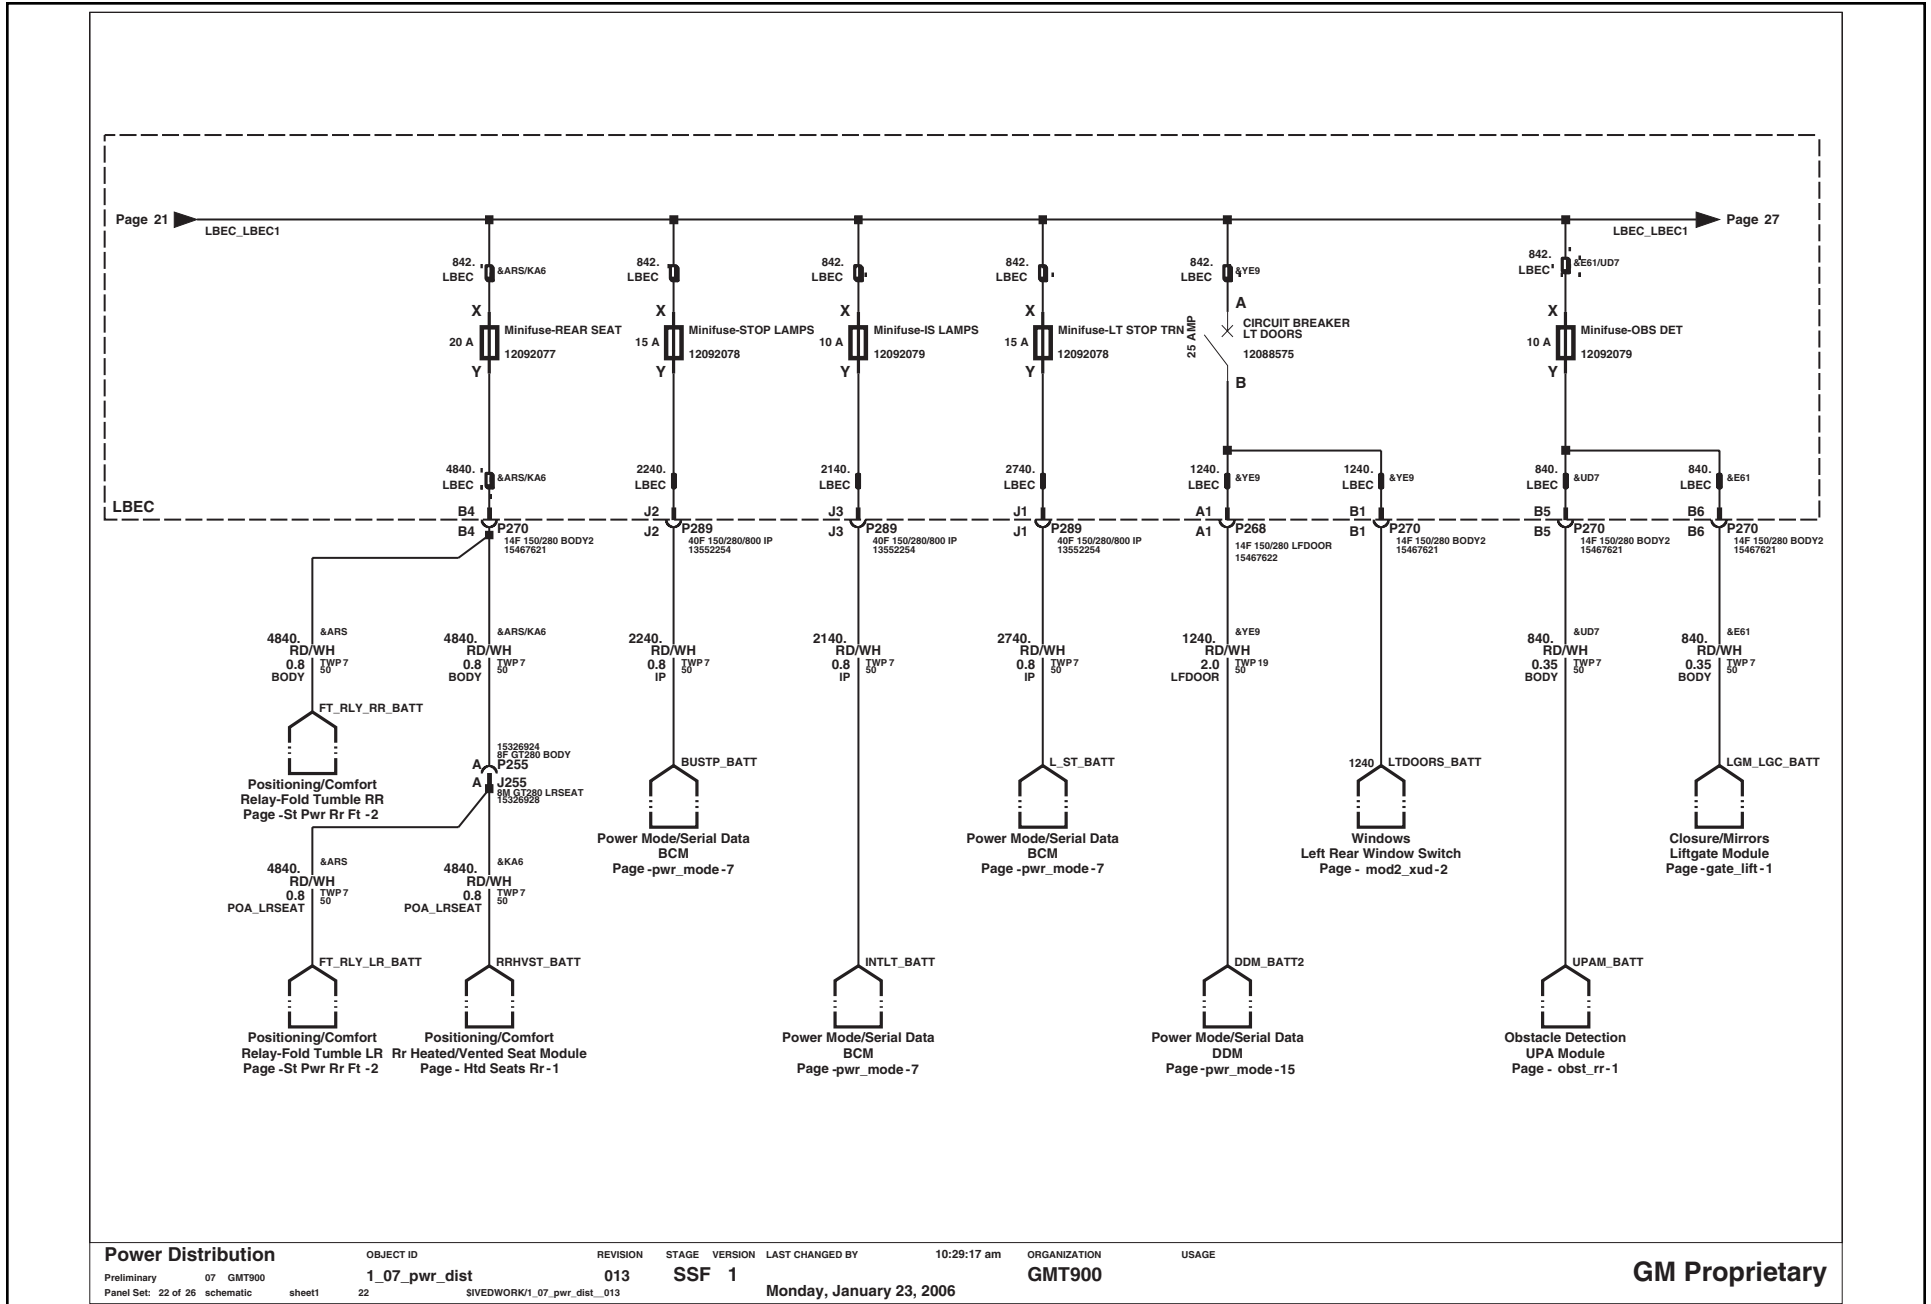 Page 21
LBEC_LBEC1
LBEC_LBEC1
Page 27
842.
LBEC
&ARS/KA6
842.
LBEC
842.
LBEC
842.
LBEC
842.
LBEC
&YE9
842.
LBEC
&E61/UD7
X
20 A
Y
Minifuse-REAR SEAT
12092077
X
15 A
Y
Minifuse-STOP LAMPS
12092078
X
10 A
Y
Minifuse-IS LAMPS
12092079
X
15 A
Y
Minifuse-LT STOP TRN
12092078
25 AMP
A
CIRCUIT BREAKER
LT DOORS
12088575
B
X
10 A
Y
Minifuse-OBS DET
12092079
4840.
LBEC
&ARS/KA6
2240.
LBEC
2140.
LBEC
2740.
LBEC
1240.
LBEC
&YE9
1240.
LBEC
&YE9
840.
LBEC
&UD7
840.
LBEC
&E61
LBEC
B4
B4
P270
14F 150/280 BODY2
15467621
J2
J2
P289
40F 150/280/800 IP
13552254
J3
J3
P289
40F 150/280/800 IP
13552254
J1
J1
P289
40F 150/280/800 IP
13552254
A1
A1
P268
14F 150/280 LFDOOR
15467622
B1
B1
P270
14F 150/280 BODY2
15467621
B5
B5
P270
14F 150/280 BODY2
15467621
B6
B6
P270
14F 150/280 BODY2
15467621
4840.
&ARS
RD/WH
0.8
TWP 7
50
BODY
4840.
&ARS/KA6
RD/WH
0.8
TWP 7
50
BODY
2240.
RD/WH
0.8
TWP 7
50
IP
2140.
RD/WH
0.8
TWP 7
50
IP
2740.
RD/WH
0.8
TWP 7
50
IP
1240.
&YE9
RD/WH
2.0
TWP 19
50
LFDOOR
840.
&UD7
RD/WH
0.35
TWP 7
50
BODY
840.
&E61
RD/WH
0.35
TWP 7
50
BODY
FT_RLY_RR_BATT
Positioning/Comfort
Relay-Fold Tumble RR
Page -St Pwr Rr Ft -2
15326924
8F GT280 BODY
A
P255
A
J255
8M GT280 LRSEAT
15326928
BUSTP_BATT
Power Mode/Serial Data
BCM
Page -pwr_mode-7
L_ST_BATT
Power Mode/Serial Data
BCM
Page -pwr_mode-7
1240
LTDOORS_BATT
Windows
Left Rear Window Switch
Page - mod2_xud-2
LGM_LGC_BATT
Closure/Mirrors
Liftgate Module
Page -gate_lift-1
4840.
&ARS
RD/WH
0.8
TWP 7
50
POA_LRSEAT
4840.
&KA6
RD/WH
0.8
TWP 7
50
POA_LRSEAT
FT_RLY_LR_BATT
Positioning/Comfort
Relay-Fold Tumble LR
Page -St Pwr Rr Ft -2
RRHVST_BATT
Positioning/Comfort
Rr Heated/Vented Seat Module
Page - Htd Seats Rr-1
INTLT_BATT
Power Mode/Serial Data
BCM
Page -pwr_mode-7
DDM_BATT2
Power Mode/Serial Data
DDM
Page-pwr_mode-15
UPAM_BATT
Obstacle Detection
UPA Module
Page - obst_rr-1
Power Distribution
Preliminary 07 GMT900
Panel Set: 22 of 26 schematic sheet1 22 $IVEDWORK/1_07_pwr_dist__013
OBJECT ID
1_07_pwr_dist
REVISION
013
STAGE
SSF
VERSION
1
LAST CHANGED BY
10:29:17 am
Monday, January 23, 2006
ORGANIZATION
GMT900
USAGE
GM Proprietary